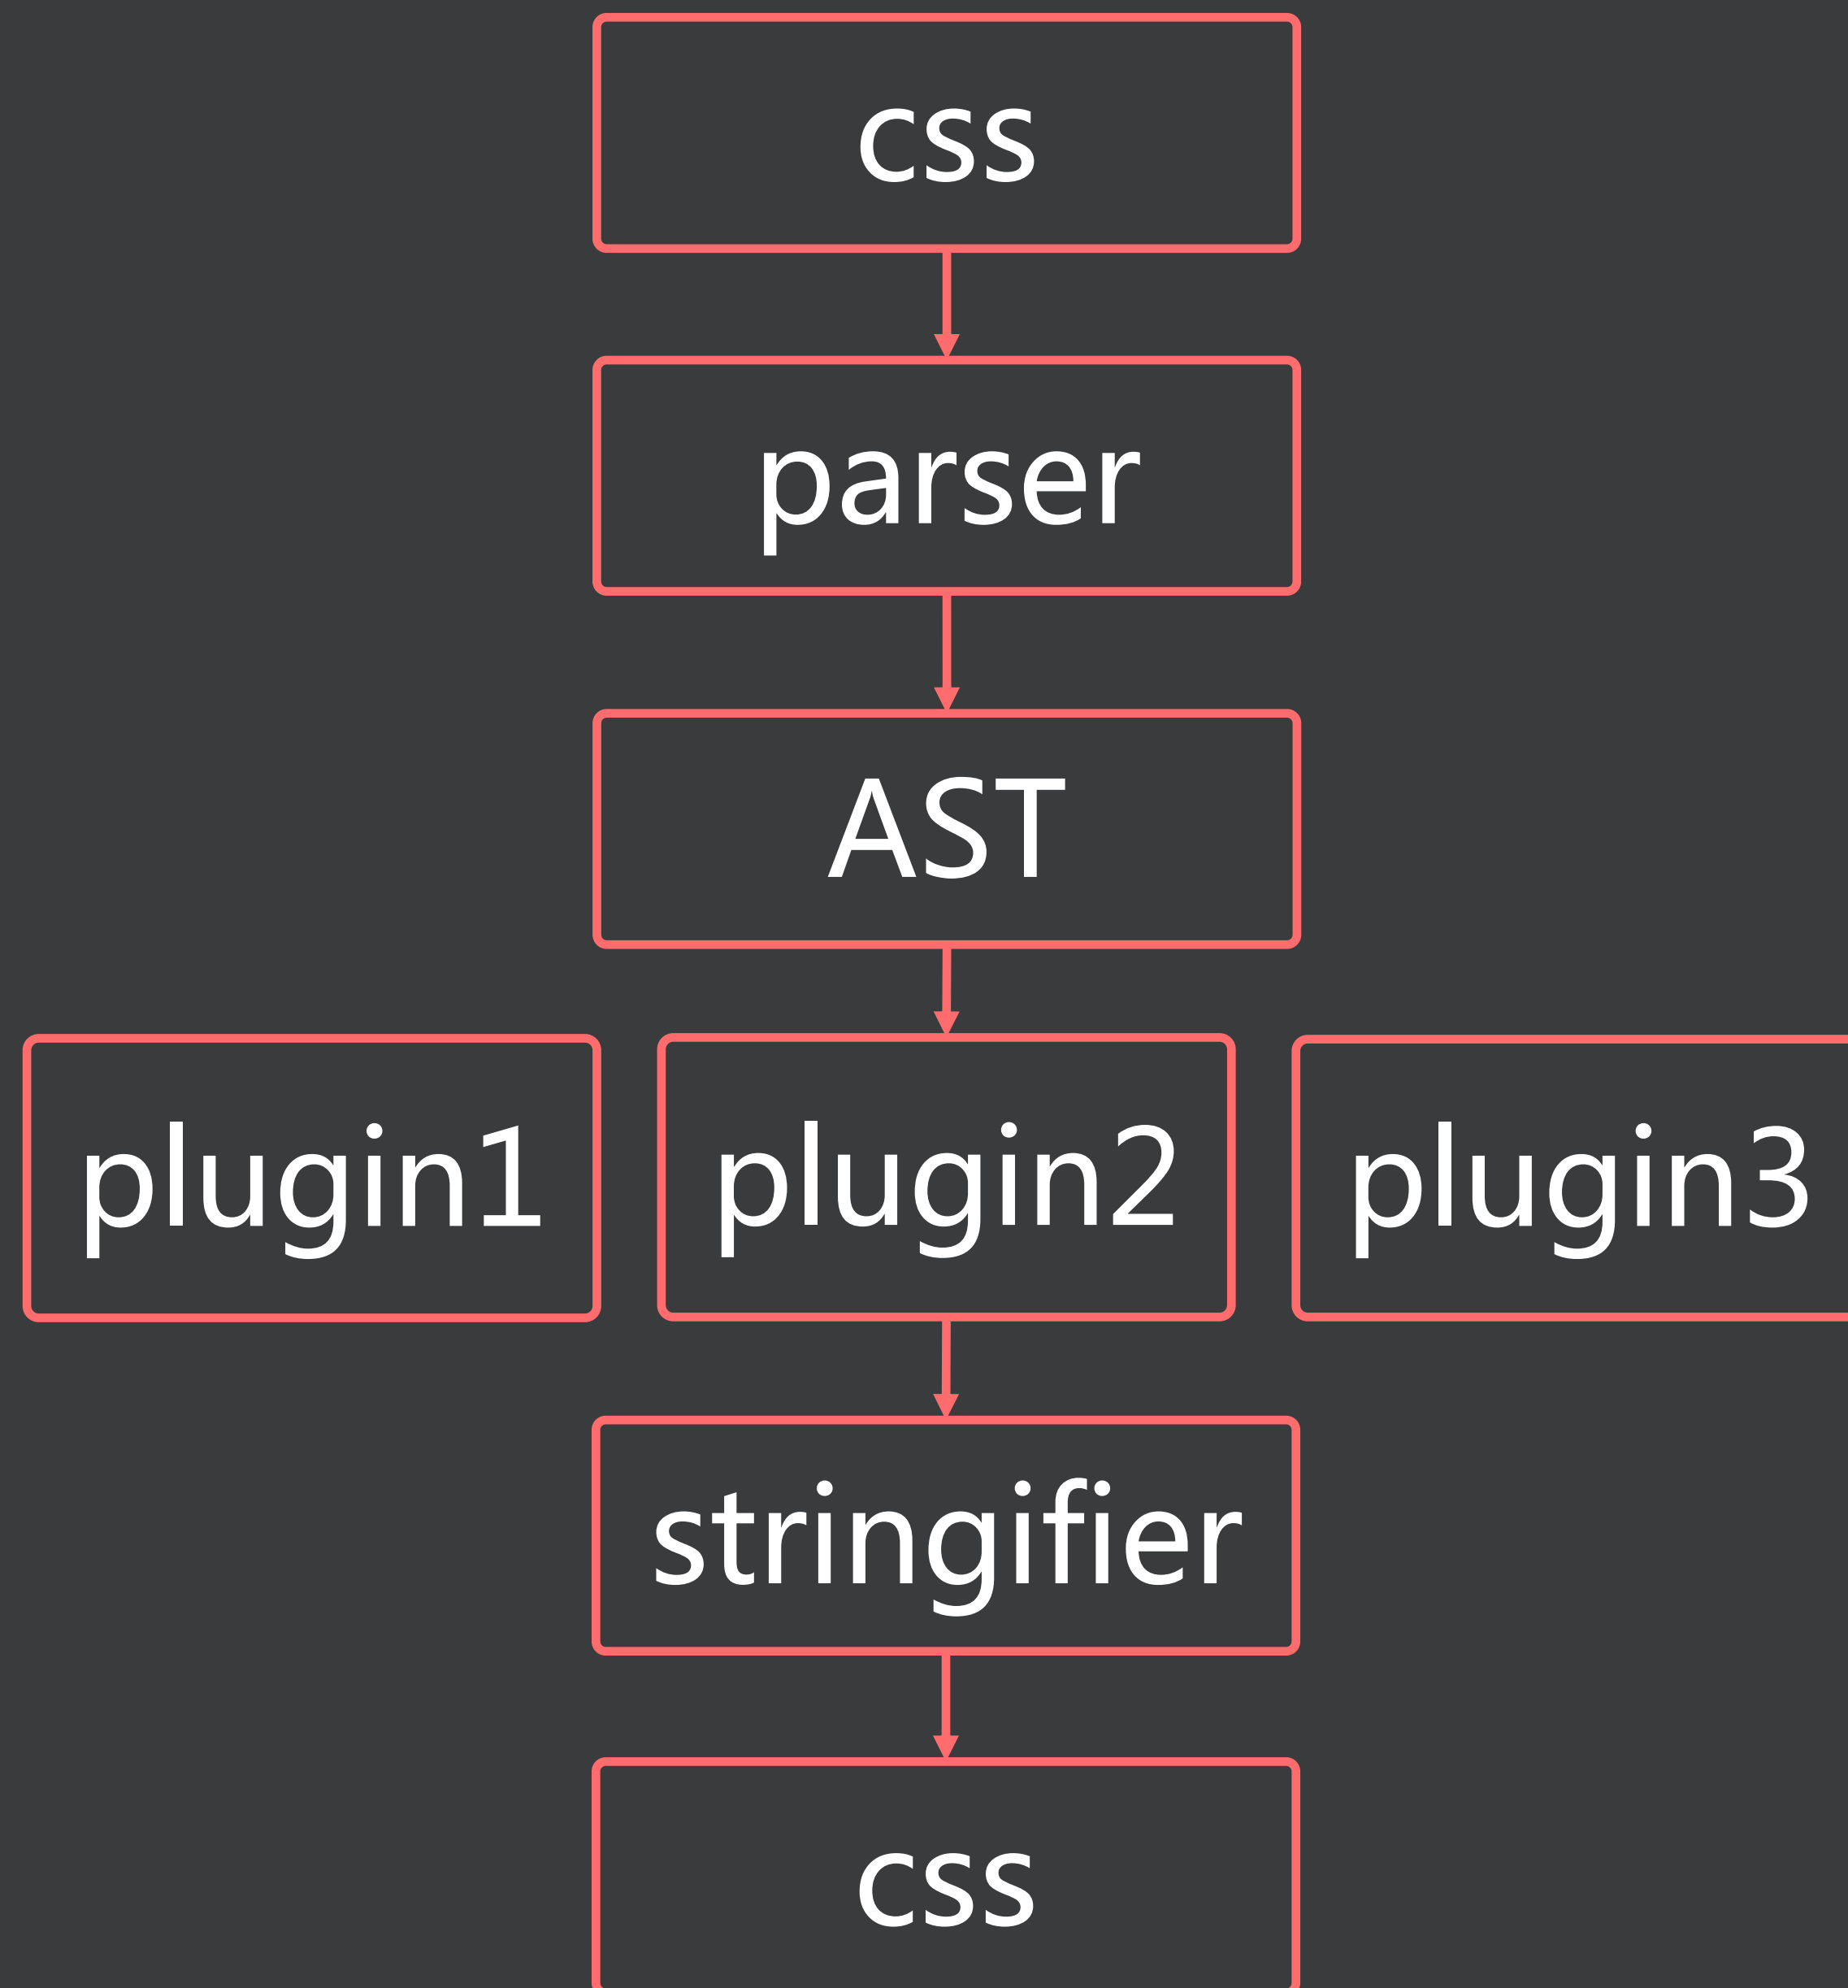 css
parser
AST
plugin1 plugin2 plugin3
stringifier
css